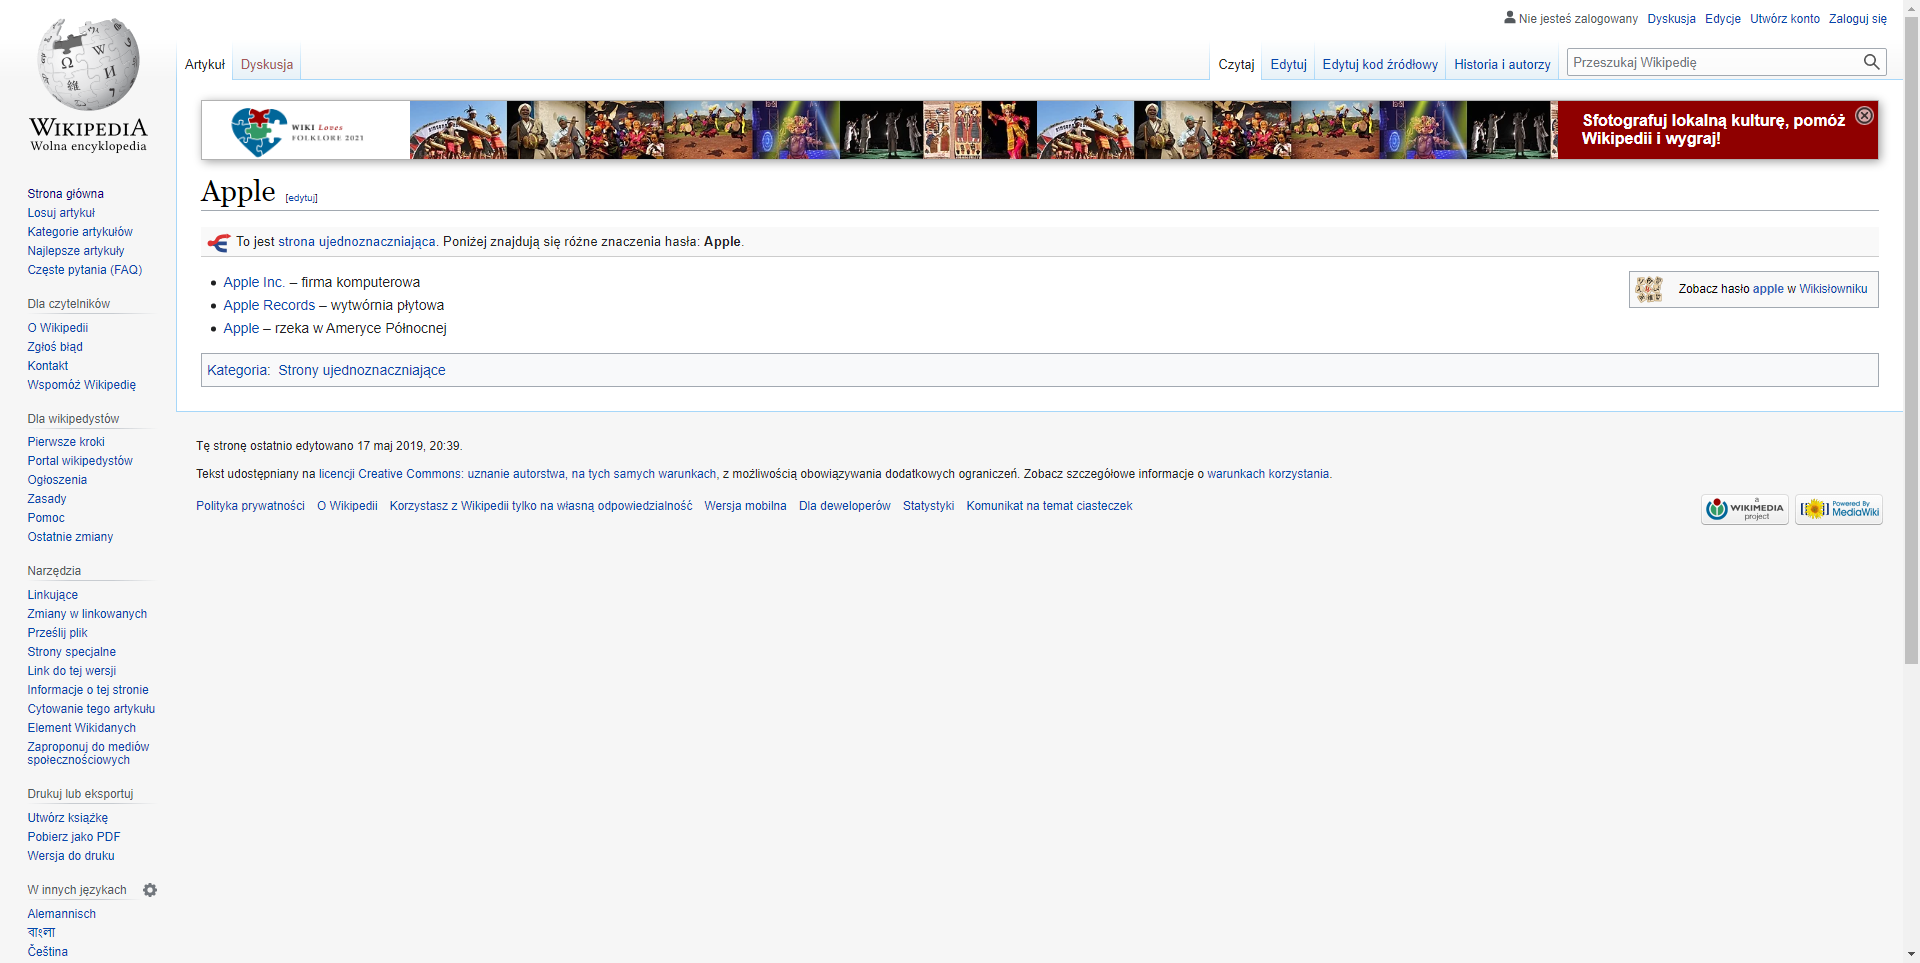 Nie jesteś zalogowany Dyskusja Edycje Utwórz konto Zaloguj się
Artykuł Dyskusja Czytaj Edytuj Edytuj kod źródłowy Historia i autorzy Przeszukaj Wikipedię
WIKIPEDIA
Wolna encyklopedia
Strona główna
Losuj artykuł
Kategorie artykułów
Najlepsze artykuły
Częste pytania (FAQ)
Dla czytelników
O Wikipedii
Zgłoś błąd
Kontakt
Wspomóż Wikipedię
Dla wikipedystów
Pierwsze kroki
Portal wikipedystów
Ogłoszenia
Zasady
Pomoc
Ostatnie zmiany
Narzędzia
Linkujące
Zmiany w linkowanych
Prześlij plik
Strony specjalne
Link do tej wersji
Informacje o tej stronie
Cytowanie tego artykułu
Element Wikidanych
Zaproponuj do mediów
społecznościowych
Drukuj lub eksportuj
Utwórz książkę
Pobierz jako PDF
Wersja do druku
W innych językach
Alemannisch
বাংলা
Čeština
WIKI Loves
FOLKLORE 2021
Sfotografuj lokalną kulturę, pomóż
Wikipedii i wygraj!
Apple [edytuj]
To jest strona ujednoznaczniająca. Poniżej znajdują się różne znaczenia hasła: Apple.
Apple Inc. – firma komputerowa
Apple Records – wytwórnia płytowa
Apple – rzeka w Ameryce Północnej
Zobacz hasło apple w Wikisłowniku
Kategoria: Strony ujednoznaczniające
Tę stronę ostatnio edytowano 17 maj 2019, 20:39.
Tekst udostępniany na licencji Creative Commons: uznanie autorstwa, na tych samych warunkach, z możliwością obowiązywania dodatkowych ograniczeń. Zobacz szczegółowe informacje o warunkach korzystania.
Polityka prywatności O Wikipedii Korzystasz z Wikipedii tylko na własną odpowiedzialność Wersja mobilna Dla deweloperów Statystyki Komunikat na temat ciasteczek
a
WIKIMEDIA
project
Powered By
MediaWiki